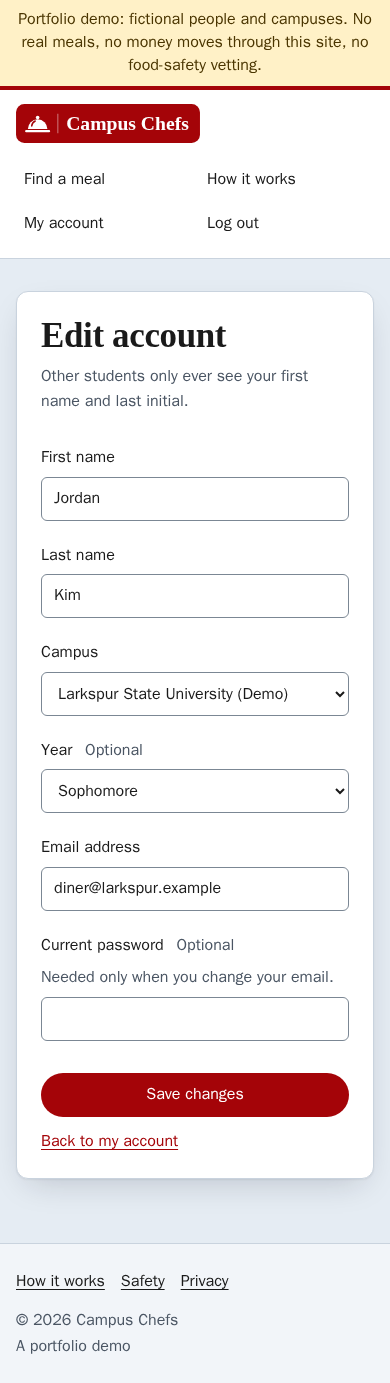 Portfolio demo: fictional people and campuses. No
real meals, no money moves through this site, no
food-safety vetting.
Campus Chefs
Find a meal
How it works
My account
Log out
Edit account
Other students only ever see your first
name and last initial.
First name
Jordan
Last name
Kim
Campus
Larkspur State University (Demo)
Year Optional
Sophomore
Email address
diner@larkspur.example
Current password Optional
Needed only when you change your email.
Save changes
Back to my account
How it works Safety Privacy
© 2026 Campus Chefs
A portfolio demo